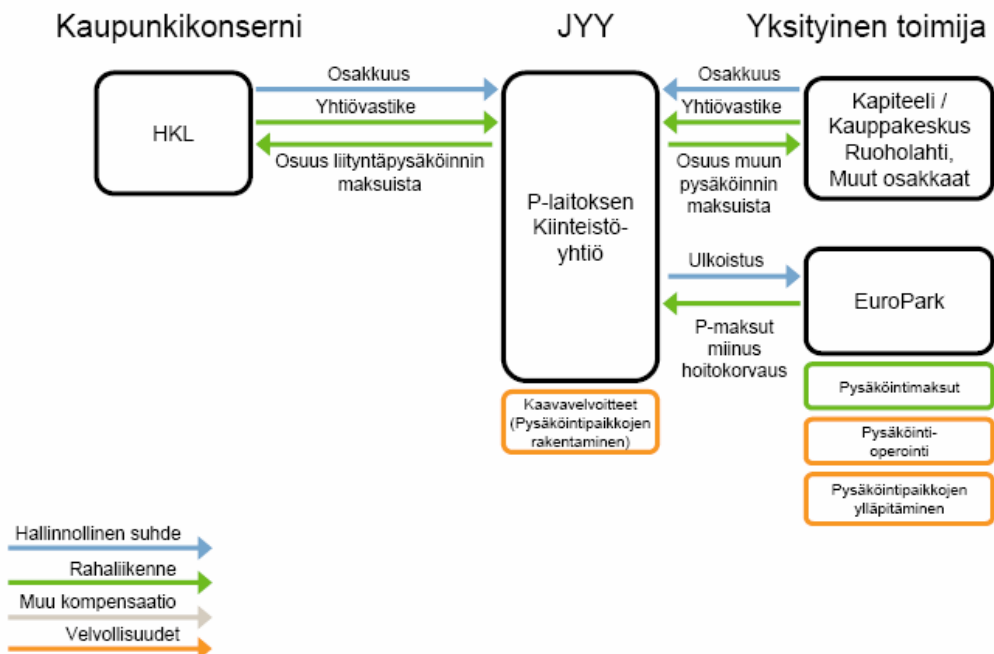 Kaupunkikonserni
JYY
Yksityinen toimija
HKL
Osakkuus
Yhtiövastike
Osuus liityntäpysäköinnin
maksuista
P-laitoksen
Kiinteistö-
yhtiö
Osakkuus
Yhtiövastike
Osuus muun
pysäköinnin
maksuista
Kapiteeli /
Kauppakeskus
Ruoholahti,
Muut osakkaat
Ulkoistus
P-maksut
miinus
hoitokorvaus
EuroPark
Kaavavelvoitteet
(Pysäköintipaikkojen
rakentaminen)
Pysäköintimaksut
Pysäköinti-
operointi
Pysäköintipaikkojen
ylläpitäminen
Hallinnollinen suhde
Rahaliikenne
Muu kompensaatio
Velvollisuudet